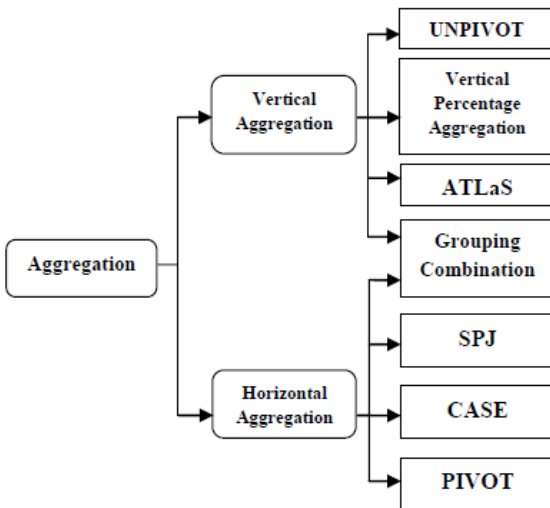 UNPIVOT
Vertical
Aggregation
Vertical
Percentage
Aggregation
ATLaS
Aggregation
Grouping
Combination
SPJ
Horizontal
Aggregation
CASE
PIVOT